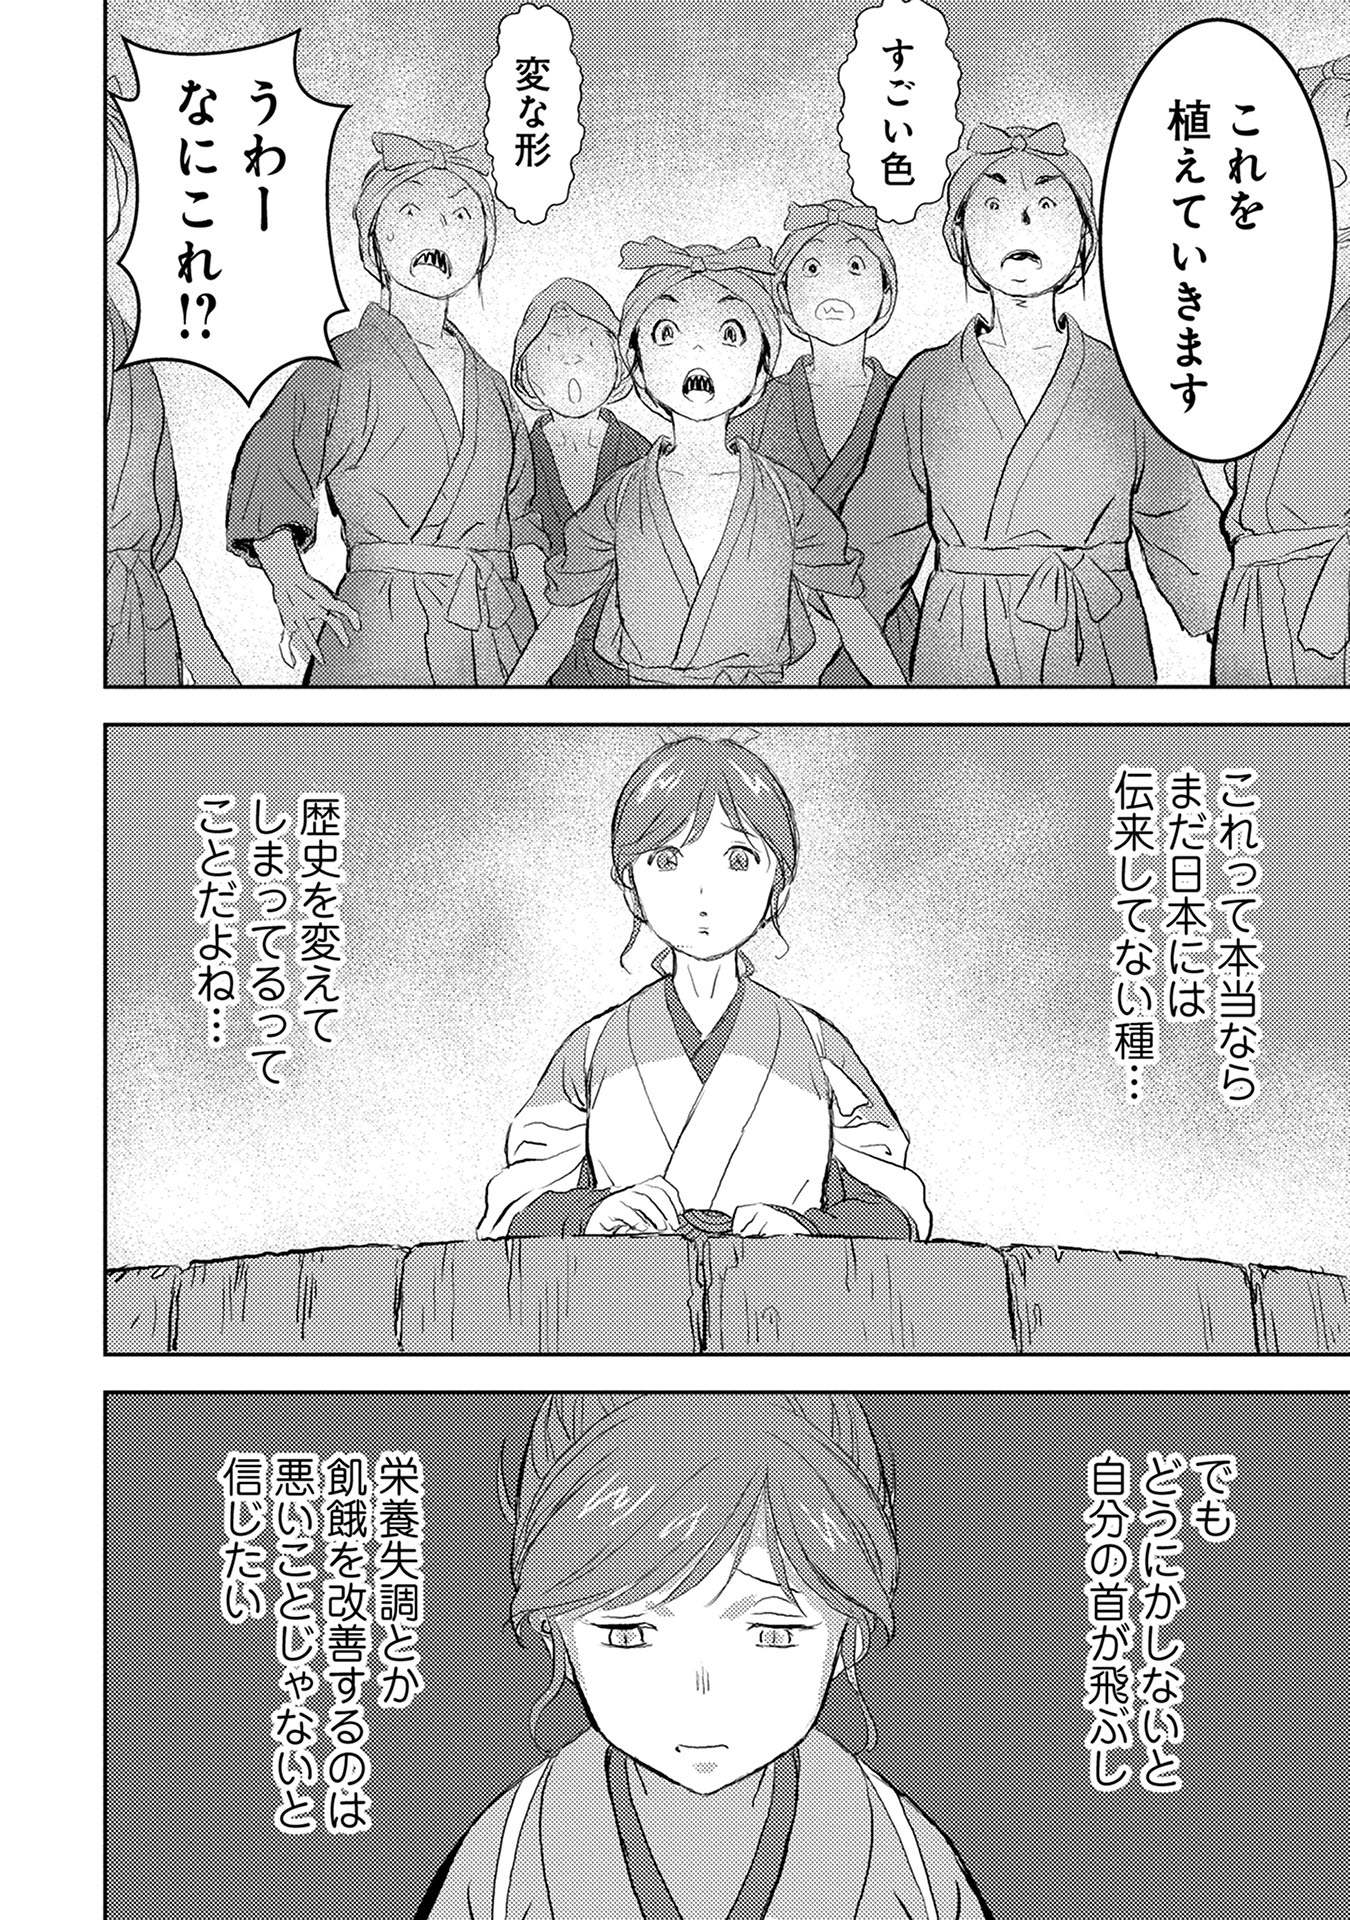 これを
植えていきます
すごい色
変な形
うわー
なにこれ!?
これって本当なら
まだ日本には
伝来してない種…
歴史を変えて
しまってるって
ことだよね…
でも
どうにかしないと
自分の首が飛ぶし
栄養失調とか
飢餓を改善するのは
悪いことじゃないと
信じたい